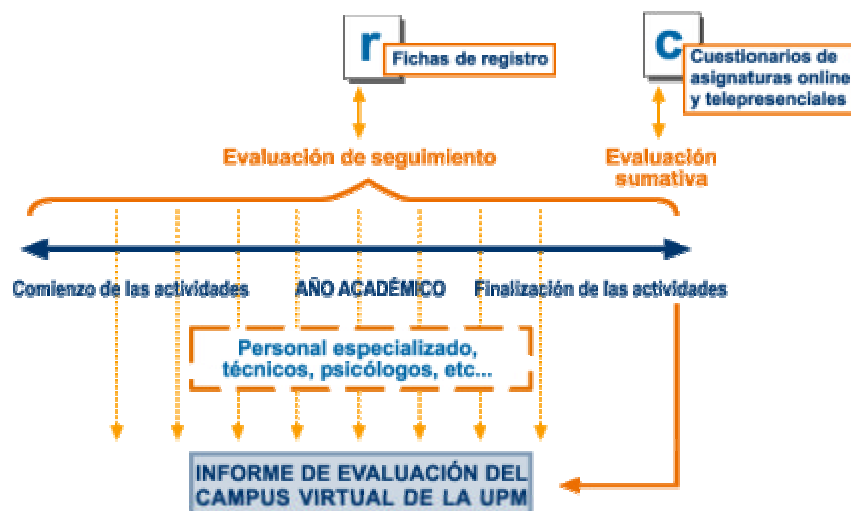 r
Fichas de registro
c
Cuestionarios de
asignaturas online
y telepresenciales
Evaluación de seguimiento
Evaluación
sumativa
Comienzo de las actividades
AÑO ACADÉMICO
Finalización de las actividades
Personal especializado,
técnicos, psicólogos, etc...
INFORME DE EVALUACIÓN DEL
CAMPUS VIRTUAL DE LA UPM